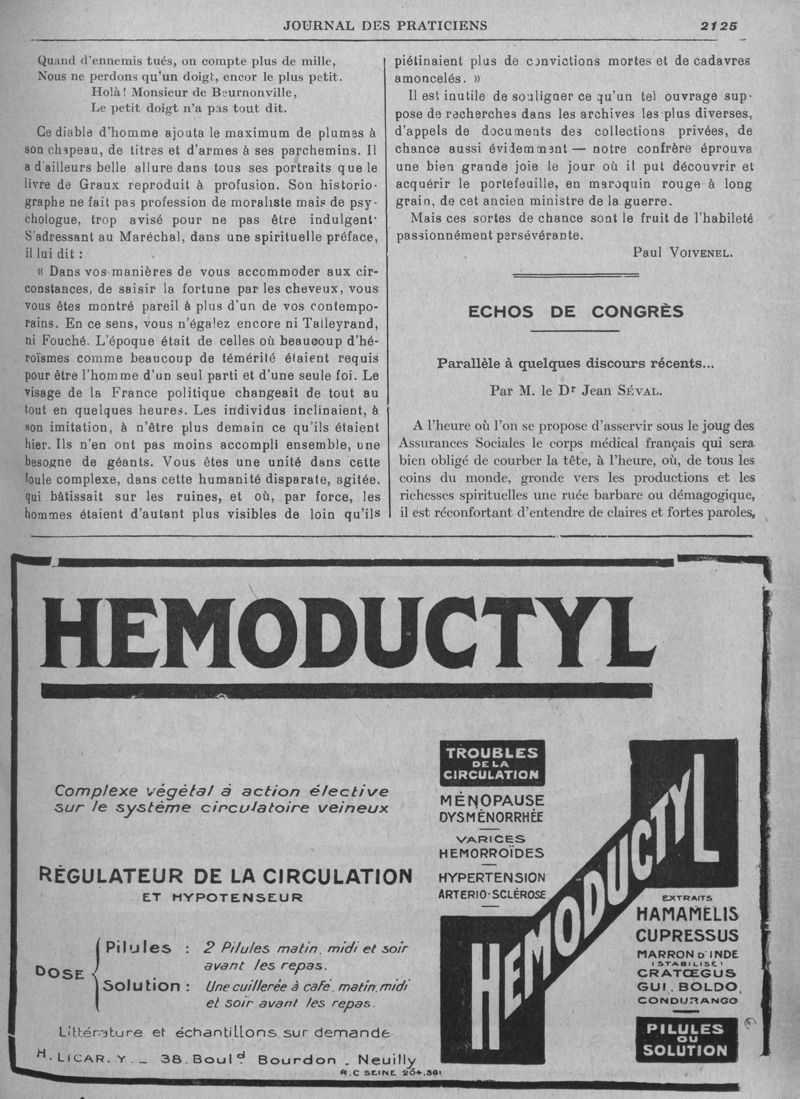 JOURNAL DES PRATICIENS
2125
Quand d'ennemis tués, on compte plus de mille,
Nous ne perdons qu'un doigt, encor le plus petit.
Holà! Monsieur de Beurnonville,
Le petit doigt n'a pas tout dit.
Ce diable d'homme ajouta le maximum de plumes à
son chapeau, de titres et d'armes à ses parchemins. Il
a d'ailleurs belle allure dans tous ses portraits que le
livre de Graux reproduit à profusion. Son historio-
graphe ne fait pas profession de moraliste mais de psy-
chologue, trop avisé pour ne pas être indulgent·
S'adressant au Maréchal, dans une spirituelle préface,
il lui dit :
« Dans vos manières de vous accommoder aux cir-
constances, de saisir la fortune par les cheveux, vous
vous êtes montré pareil à plus d'un de vos contempo-
rains. En ce sens, vous n'égalez encore ni Talleyrand,
ni Fouché. L'époque était de celles où beaucoup d'hé-
roïsmes comme beaucoup de témérité étaient requis
pour être l'homme d'un seul parti et d'une seule foi. Le
visage de la France politique changeait de tout au
tout en quelques heures. Les individus inclinaient, à
son imitation, à n'être plus demain ce qu'ils étaient
hier. Ils n'en ont pas moins accompli ensemble, une
besogne de géants. Vous êtes une unité dans cette
foule complexe, dans cette humanité disparate, agitée,
qui bâtissait sur les ruines, et où, par force, les
hommes étaient d'autant plus visibles de loin qu'ils
piétinaient plus de convictions mortes et de cadavres
amoncelés. »
Il est inutile de souligner ce qu'un tel ouvrage sup-
pose de recherches dans les archives les plus diverses,
d'appels de documents des collections privées, de
chance aussi évidemment — notre confrère éprouva
une bien grande joie le jour où il put découvrir et
acquérir le portefeuille, en maroquin rouge à long
grain, de cet ancien ministre de la guerre.
Mais ces sortes de chance sont le fruit de l'habileté
passionnément persévérante.
Paul VOIVENEL.
ECHOS DE CONGRÈS
Parallèle à quelques discours récents...
Par M. le Dr Jean SÉVAL.
A l'heure où l'on se propose d'asservir sous le joug des
Assurances Sociales le corps médical français qui sera
bien obligé de courber la tête, à l'heure, où, de tous les
coins du monde, gronde vers les productions et les
richesses spirituelles une ruée barbare ou démagogique,
il est réconfortant d'entendre de claires et fortes paroles,
HEMODUCTYL
Complexe végétal à action élective
sur le système circulatoire veineux
RÉGULATEUR DE LA CIRCULATION
ET HYPOTENSEUR
DOSE
Pilules : 2 Pilules matin, midi et soir
avant les repas.
Solution : Une cuillerée à café, matin, midi
et soir avant les repas.
Littérature et échantillons sur demande
H. LICAR. Y. _ 38. Bould Bourdon - Neuilly
R.C SEINE 204.361
TROUBLES
DE LA
CIRCULATION
MÉNOPAUSE
DYSMÉNORRHÉE
VARICES
HEMORROÏDES
HYPERTENSION
ARTERIO-SCLÉROSE
HEMODUCTYL
EXTRAITS
HAMAMELIS
CUPRESSUS
MARRON D'INDE
(STABILISÉ)
CRATŒGUS
GUI. BOLDO,
CONDURANGO
PILULES
OU
SOLUTION